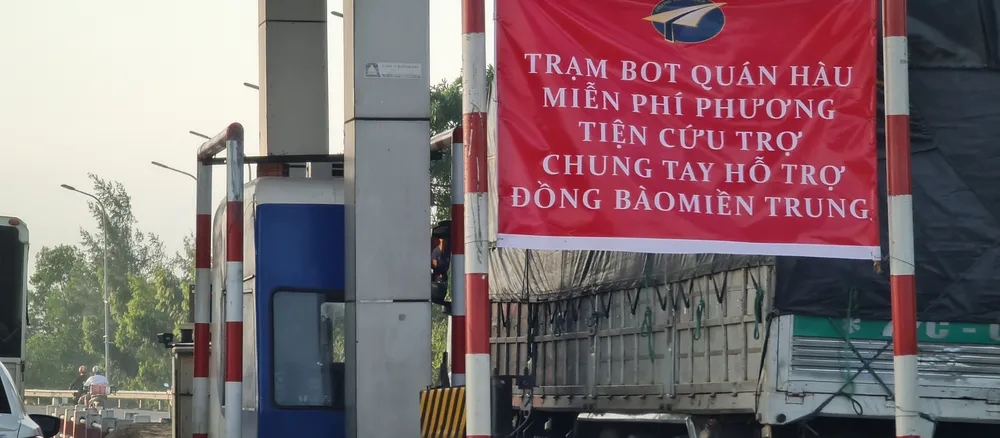 TRẠM BOT QUÁN HÀU
MIỄN PHÍ PHƯƠNG
TIỆN CỨU TRỢ
CHUNG TAY HỖ TRỢ
ĐỒNG BÀOMIỀN TRUNG